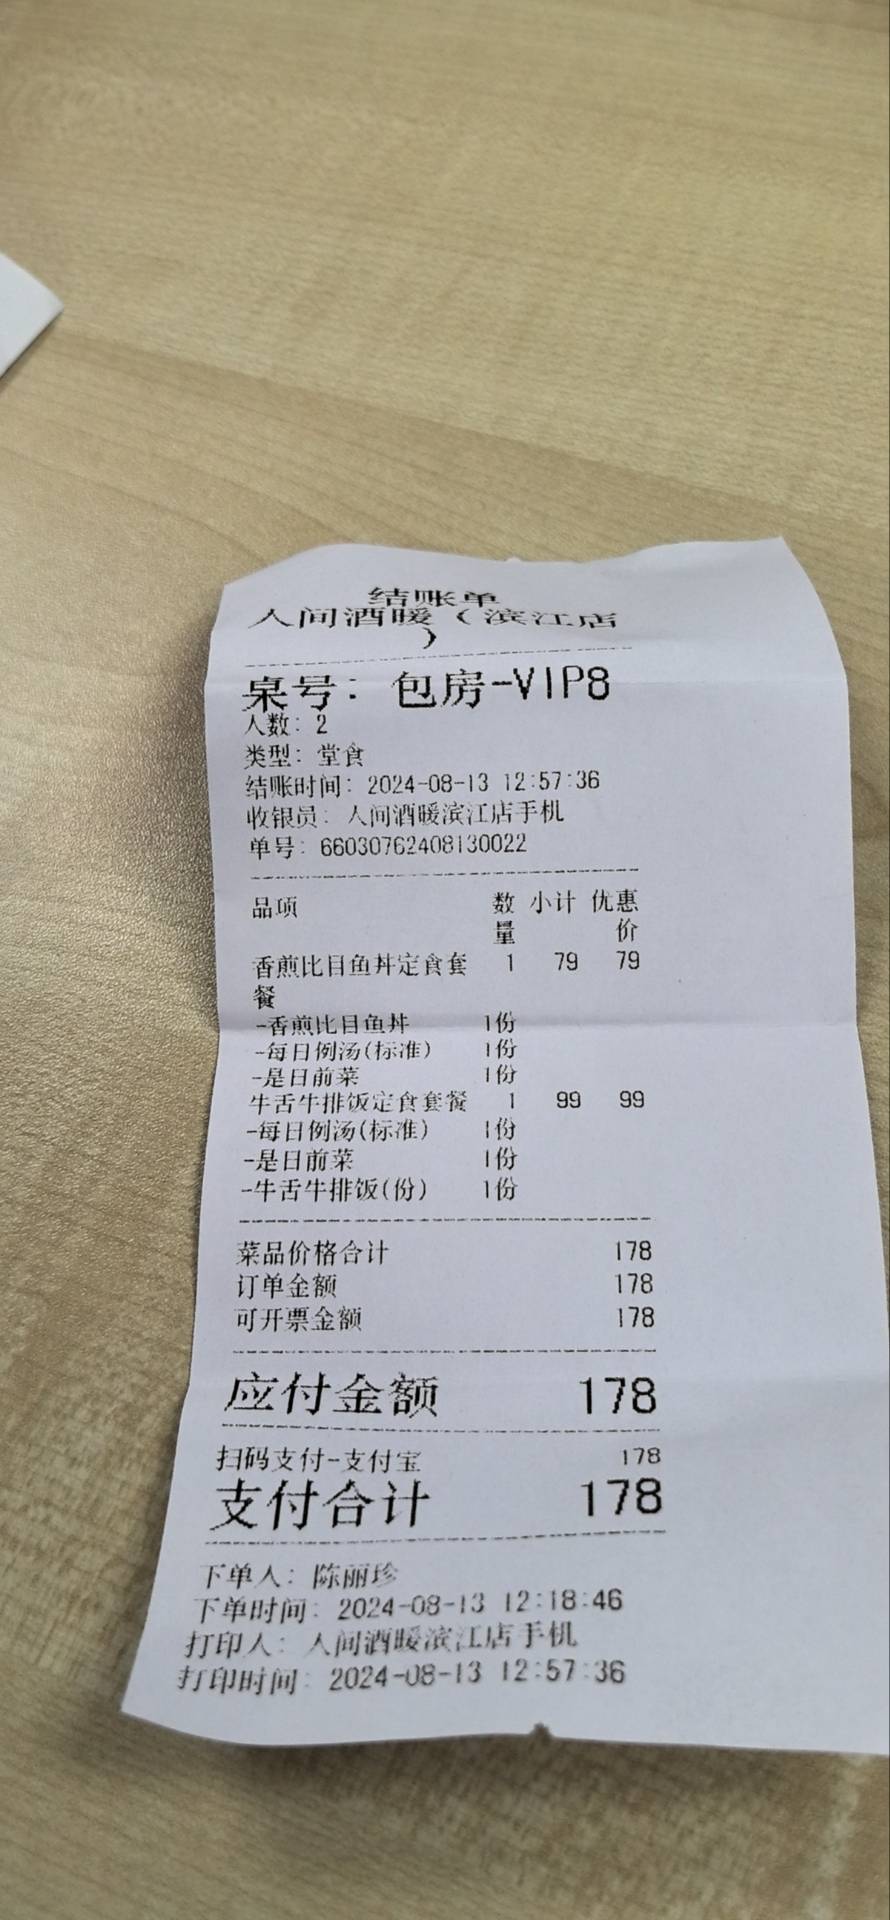 结账单
人间酒暖（滨江店
）
桌号：包房-VIP8
人数：2
类型：堂食
结账时间：2024-08-13 12:57:36
收银员：人间酒暖滨江店手机
单号：66030762408130022
品项 数 小计 优惠
量 价
香煎比目鱼丼定食套 1 79 79
餐
-香煎比目鱼丼 1份
-每日例汤(标准) 1份
-是日前菜 1份
牛舌牛排饭定食套餐 1 99 99
-每日例汤(标准) 1份
-是日前菜 1份
-牛舌牛排饭(份) 1份
菜品价格合计 178
订单金额 178
可开票金额 178
应付金额 178
扫码支付-支付宝 178
支付合计 178
下单人：陈丽珍
下单时间：2024-08-13 12:18:46
打印人：人间酒暖滨江店手机
打印时间：2024-08-13 12:57:36